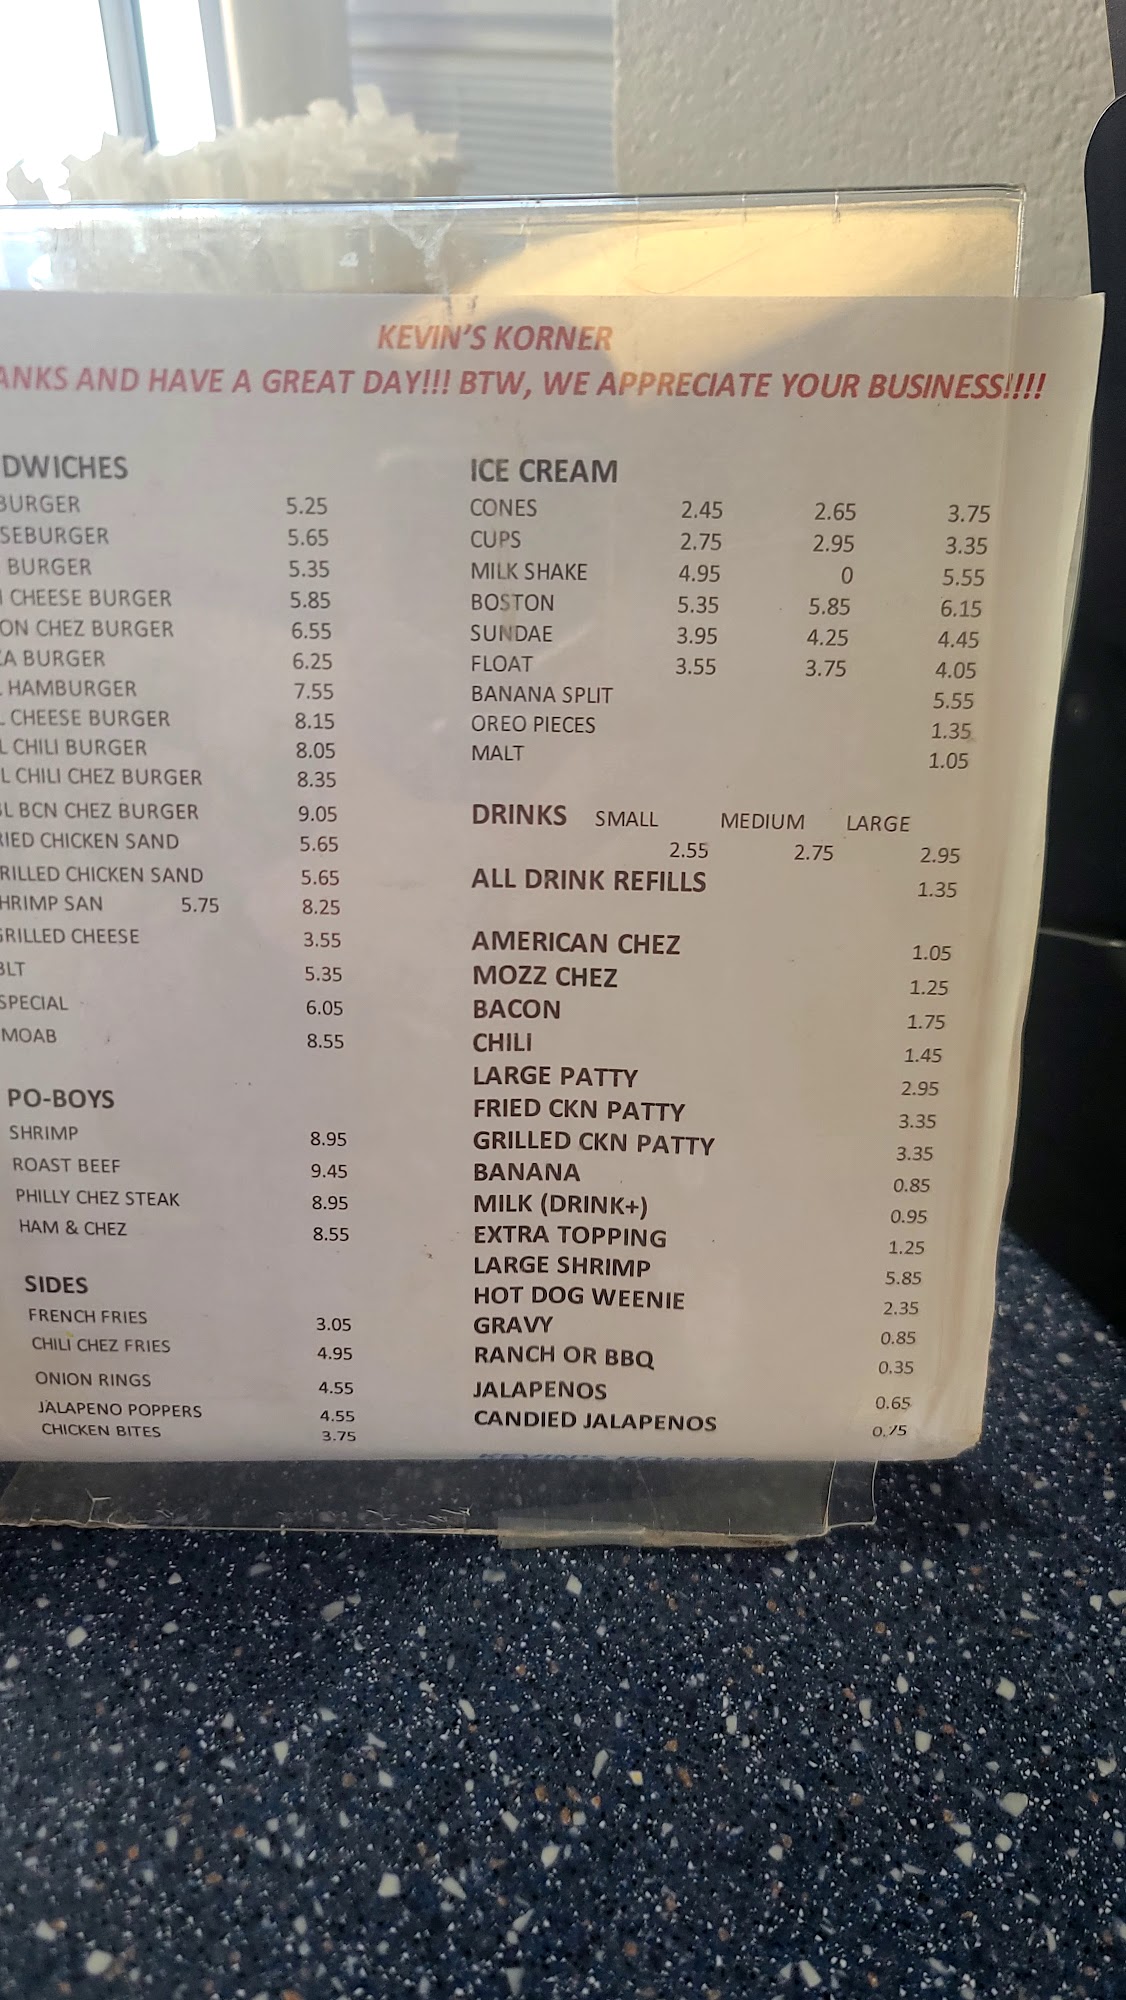 KEVIN'S KORNER
ANKS AND HAVE A GREAT DAY!!! BTW, WE APPRECIATE YOUR BUSINESS!!!!
DWICHES
BURGER 5.25
SEBURGER 5.65
BURGER 5.35
CHEESE BURGER 5.85
ON CHEZ BURGER 6.55
A BURGER 6.25
HAMBURGER 7.55
CHEESE BURGER 8.15
L CHILI BURGER 8.05
L CHILI CHEZ BURGER 8.35
BL BCN CHEZ BURGER 9.05
RIED CHICKEN SAND 5.65
RILLED CHICKEN SAND 5.65
HRIMP SAN 5.75 8.25
GRILLED CHEESE 3.55
BLT 5.35
SPECIAL 6.05
MOAB 8.55
PO-BOYS
SHRIMP 8.95
ROAST BEEF 9.45
PHILLY CHEZ STEAK 8.95
HAM & CHEZ 8.55
SIDES
FRENCH FRIES 3.05
CHILI CHEZ FRIES 4.95
ONION RINGS 4.55
JALAPENO POPPERS 4.55
CHICKEN BITES 3.75
ICE CREAM
CONES 2.45 2.65 3.75
CUPS 2.75 2.95 3.35
MILK SHAKE 4.95 0 5.55
BOSTON 5.35 5.85 6.15
SUNDAE 3.95 4.25 4.45
FLOAT 3.55 3.75 4.05
BANANA SPLIT 5.55
OREO PIECES 1.35
MALT 1.05
DRINKS SMALL MEDIUM LARGE
2.55 2.75 2.95
ALL DRINK REFILLS 1.35
AMERICAN CHEZ 1.05
MOZZ CHEZ 1.25
BACON 1.75
CHILI 1.45
LARGE PATTY 2.95
FRIED CKN PATTY 3.35
GRILLED CKN PATTY 3.35
BANANA 0.85
MILK (DRINK+) 0.95
EXTRA TOPPING 1.25
LARGE SHRIMP 5.85
HOT DOG WEENIE 2.35
GRAVY 0.85
RANCH OR BBQ 0.35
JALAPENOS 0.65
CANDIED JALAPENOS 0.75
KEVIN'S KORNER